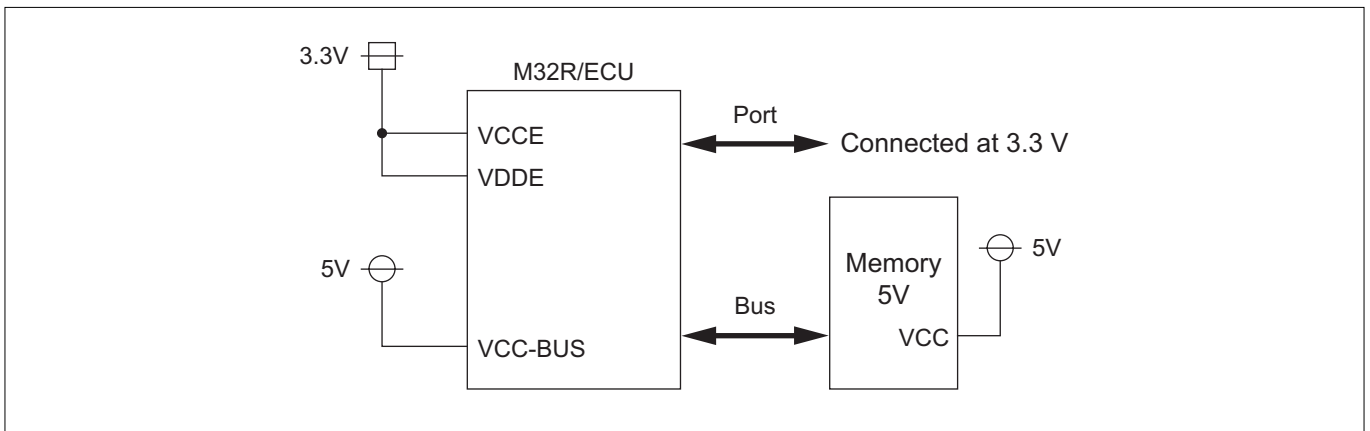 3.3V
M32R/ECU
VCCE
Port
Connected at 3.3 V
VDDE
5V
Memory
5V
5V
Bus
VCC-BUS
VCC